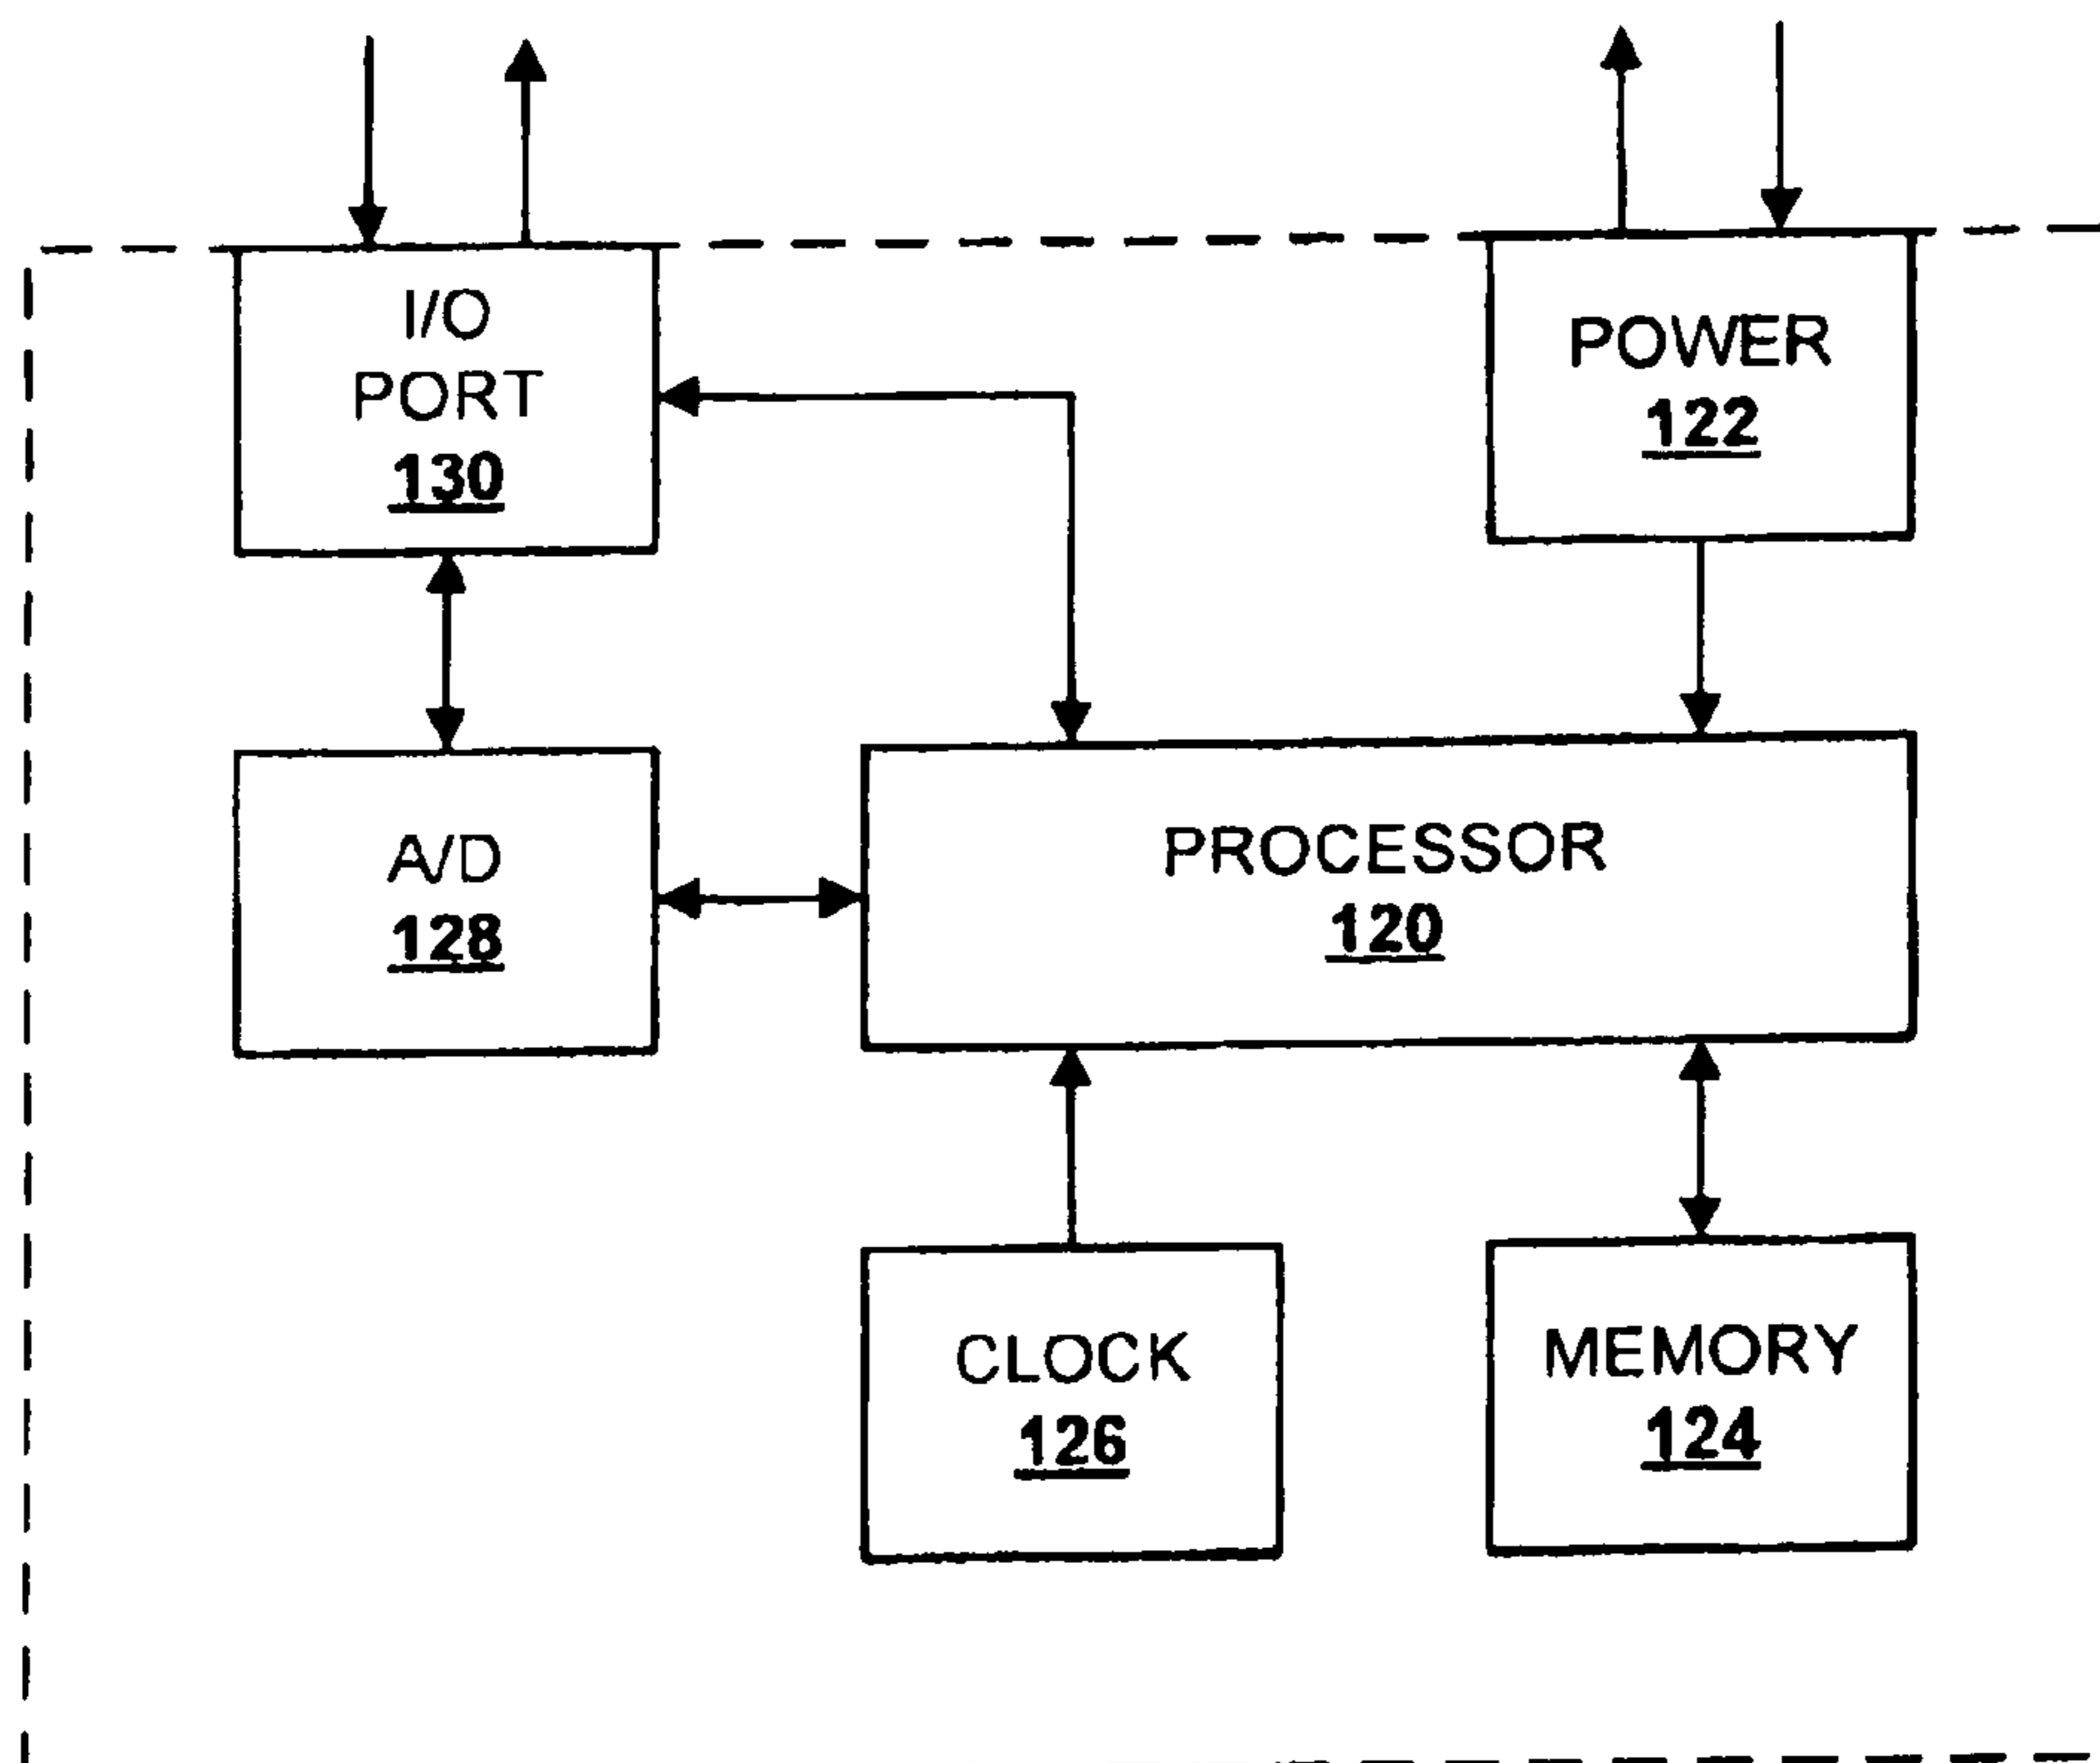 I/O
PORT
130
POWER
122
A/D
128
PROCESSOR
120
CLOCK
126
MEMORY
124